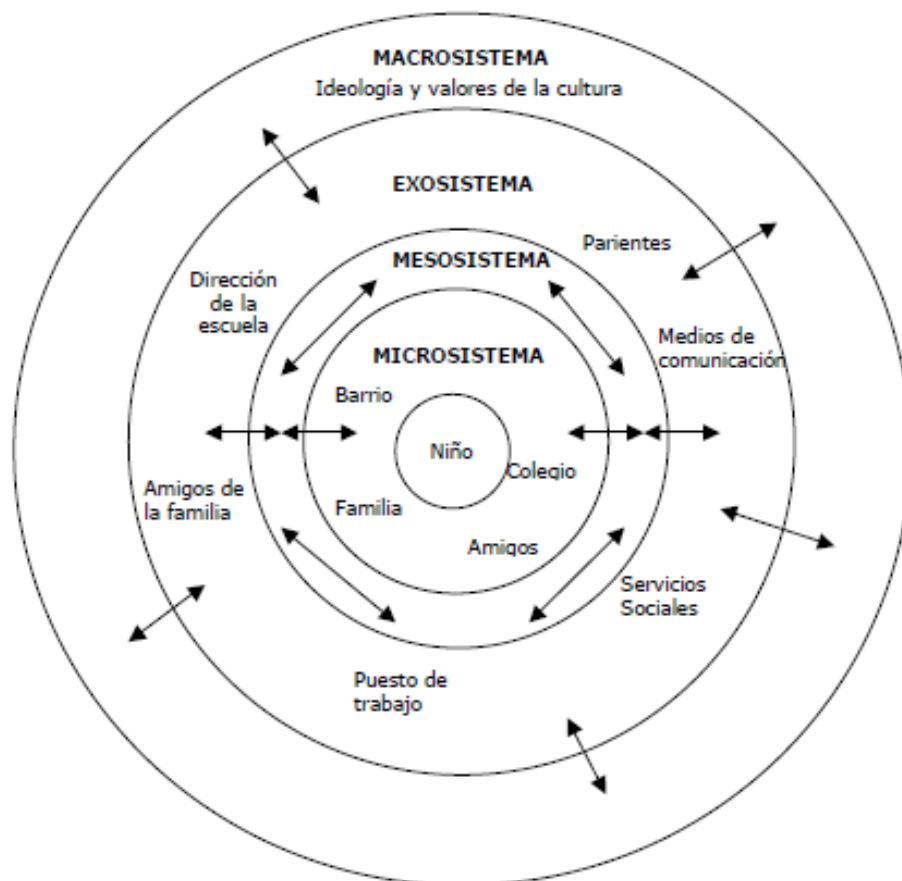 MACROSISTEMA
Ideología y valores de la cultura
EXOSISTEMA
Parientes
MESOSISTEMA
Dirección
de la
escuela
Medios de
comunicación
MICROSISTEMA
Barrio
Niño
Colegio
Amigos de
la familia
Familia
Amigos
Servicios
Sociales
Puesto de
trabajo